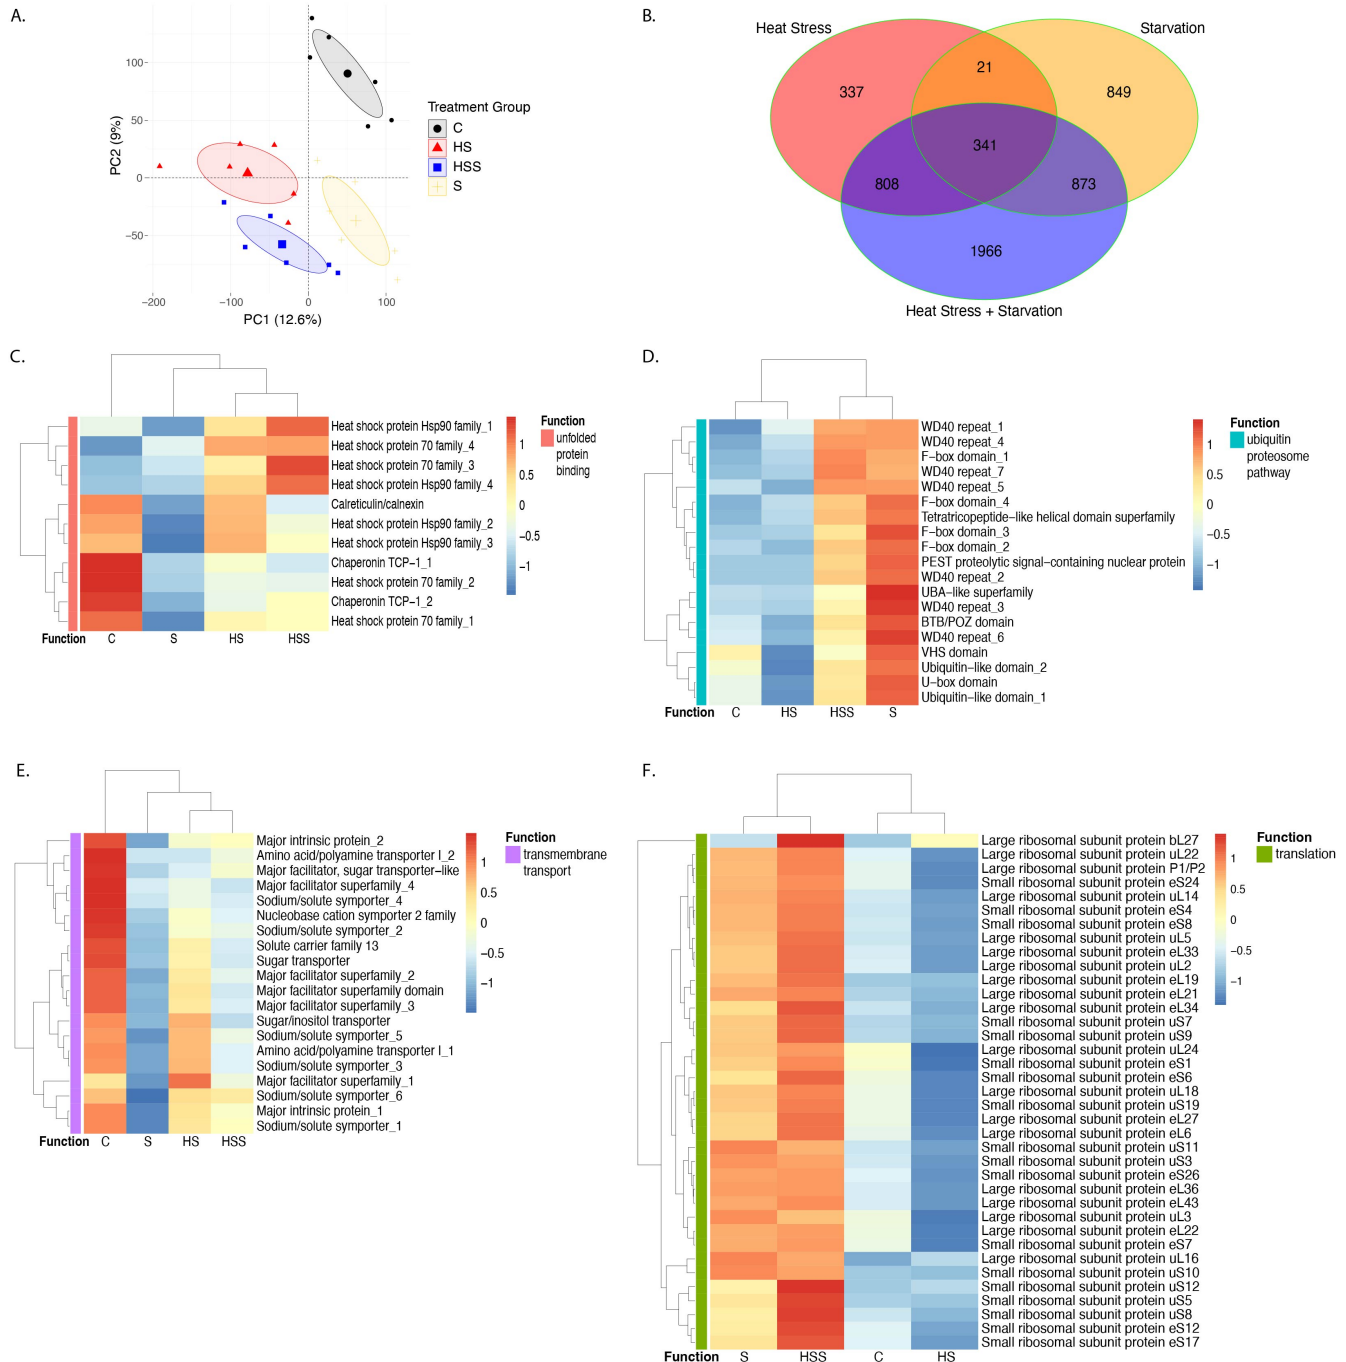 A.
100
50
0
−50
−200
−100
0
100
PC2 (9%)
PC1 (12.6%)
Treatment Group
C
HS
HSS
S
B.
Heat Stress
Starvation
21
337
849
341
808
873
1966
Heat Stress + Starvation
C.
Heat shock protein Hsp90 family_1
Heat shock protein 70 family_4
Heat shock protein 70 family_3
Heat shock protein Hsp90 family_4
Calreticulin/calnexin
Heat shock protein Hsp90 family_2
Heat shock protein Hsp90 family_3
Chaperonin TCP−1_1
Heat shock protein 70 family_2
Chaperonin TCP−1_2
Heat shock protein 70 family_1
Function C S HS HSS
1
0.5
0
−0.5
−1
Function
unfolded
protein
binding
D.
WD40 repeat_1
WD40 repeat_4
F−box domain_1
WD40 repeat_7
WD40 repeat_5
F−box domain_4
Tetratricopeptide−like helical domain superfamily
F−box domain_3
F−box domain_2
PEST proteolytic signal−containing nuclear protein
WD40 repeat_2
UBA−like superfamily
WD40 repeat_3
BTB/POZ domain
WD40 repeat_6
VHS domain
Ubiquitin−like domain_2
U−box domain
Ubiquitin−like domain_1
Function C HS HSS S
1
0.5
0
−0.5
−1
Function
ubiquitin
proteosome
pathway
E.
Major intrinsic protein_2
Amino acid/polyamine transporter I_2
Major facilitator, sugar transporter−like
Major facilitator superfamily_4
Sodium/solute symporter_4
Nucleobase cation symporter 2 family
Sodium/solute symporter_2
Solute carrier family 13
Sugar transporter
Major facilitator superfamily_2
Major facilitator superfamily domain
Major facilitator superfamily_3
Sugar/inositol transporter
Sodium/solute symporter_5
Amino acid/polyamine transporter I_1
Sodium/solute symporter_3
Major facilitator superfamily_1
Sodium/solute symporter_6
Major intrinsic protein_1
Sodium/solute symporter_1
Function C S HS HSS
1
0.5
0
−0.5
−1
Function
transmembrane
transport
F.
Large ribosomal subunit protein bL27
Large ribosomal subunit protein uL22
Large ribosomal subunit protein P1/P2
Small ribosomal subunit protein eS24
Large ribosomal subunit protein uL14
Small ribosomal subunit protein eS4
Small ribosomal subunit protein eS8
Large ribosomal subunit protein uL5
Large ribosomal subunit protein eL33
Large ribosomal subunit protein uL2
Large ribosomal subunit protein eL19
Large ribosomal subunit protein eL21
Large ribosomal subunit protein eL34
Small ribosomal subunit protein uS7
Small ribosomal subunit protein uS9
Large ribosomal subunit protein uL24
Small ribosomal subunit protein eS1
Small ribosomal subunit protein eS6
Large ribosomal subunit protein uL18
Small ribosomal subunit protein uS19
Large ribosomal subunit protein eL27
Large ribosomal subunit protein eL6
Small ribosomal subunit protein uS11
Small ribosomal subunit protein uS3
Small ribosomal subunit protein eS26
Large ribosomal subunit protein eL36
Large ribosomal subunit protein eL43
Large ribosomal subunit protein uL3
Large ribosomal subunit protein eL22
Small ribosomal subunit protein eS7
Large ribosomal subunit protein uL16
Small ribosomal subunit protein uS10
Small ribosomal subunit protein uS12
Small ribosomal subunit protein uS5
Small ribosomal subunit protein uS8
Small ribosomal subunit protein eS12
Small ribosomal subunit protein eS17
Function S HSS C HS
1
0.5
0
−0.5
−1
Function
translation